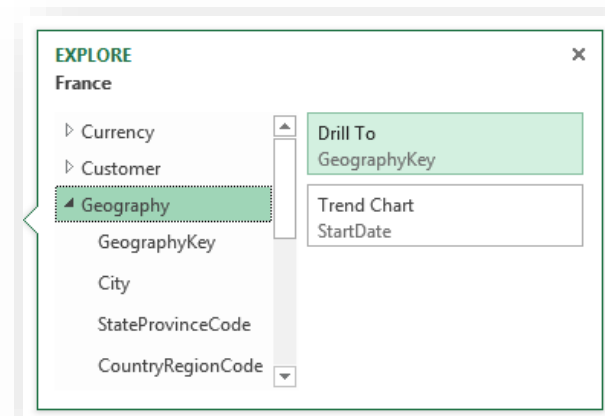 EXPLORE
France
Currency
Customer
Geography
GeographyKey
City
StateProvinceCode
CountryRegionCode
Drill To
GeographyKey
Trend Chart
StartDate